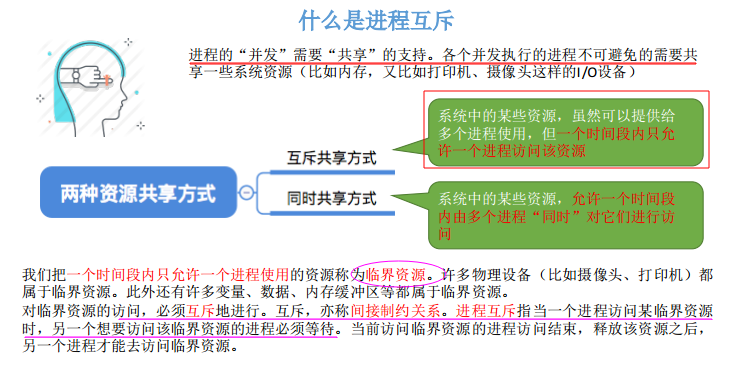 什么是进程互斥
进程的“并发”需要“共享”的支持。各个并发执行的进程不可避免的需要共
享一些系统资源（比如内存，又比如打印机、摄像头这样的I/O设备）
系统中的某些资源，虽然可以提供给
多个进程使用，但一个时间段内只允
许一个进程访问该资源
互斥共享方式
两种资源共享方式
同时共享方式
系统中的某些资源，允许一个时间段
内由多个进程“同时”对它们进行访
问
我们把一个时间段内只允许一个进程使用的资源称为临界资源。许多物理设备（比如摄像头、打印机）都
属于临界资源。此外还有许多变量、数据、内存缓冲区等都属于临界资源。
对临界资源的访问，必须互斥地进行。互斥，亦称间接制约关系。进程互斥指当一个进程访问某临界资源
时，另一个想要访问该临界资源的进程必须等待。当前访问临界资源的进程访问结束，释放该资源之后，
另一个进程才能去访问临界资源。